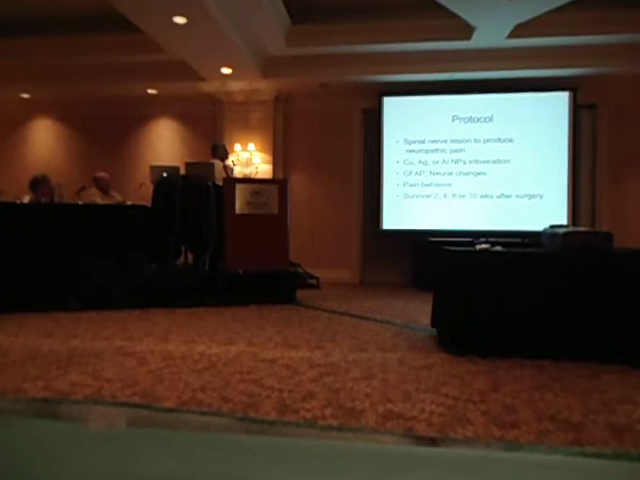 Protocol
• Spinal nerve lesion to produce
neuropathic pain
• Cu, Ag, or Al NPs intoxication
• GFAP, Neural changes
• Pain behavior
• Survival 2, 4, 8 or 10 wks after surgery